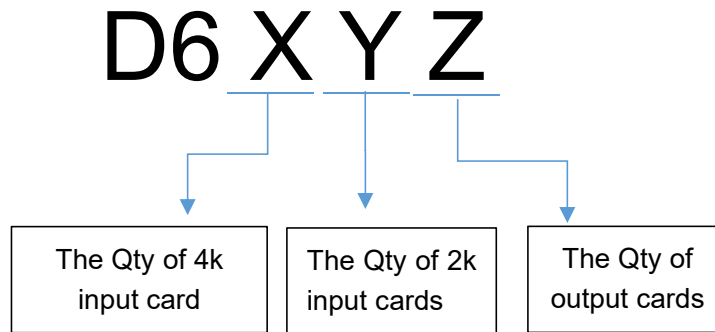 D6 X Y Z
The Qty of 4k
input card
The Qty of 2k
input cards
The Qty of
output cards